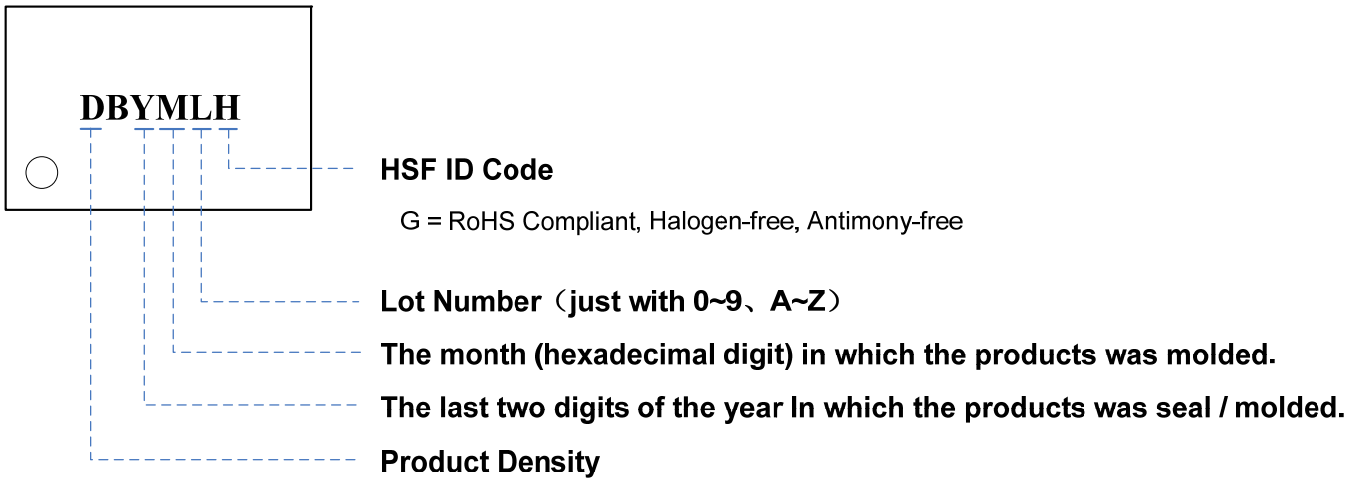 DBYMLH
HSF ID Code
G = RoHS Compliant, Halogen-free, Antimony-free
Lot Number（just with 0~9、A~Z）
The month (hexadecimal digit) in which the products was molded.
The last two digits of the year In which the products was seal / molded.
Product Density